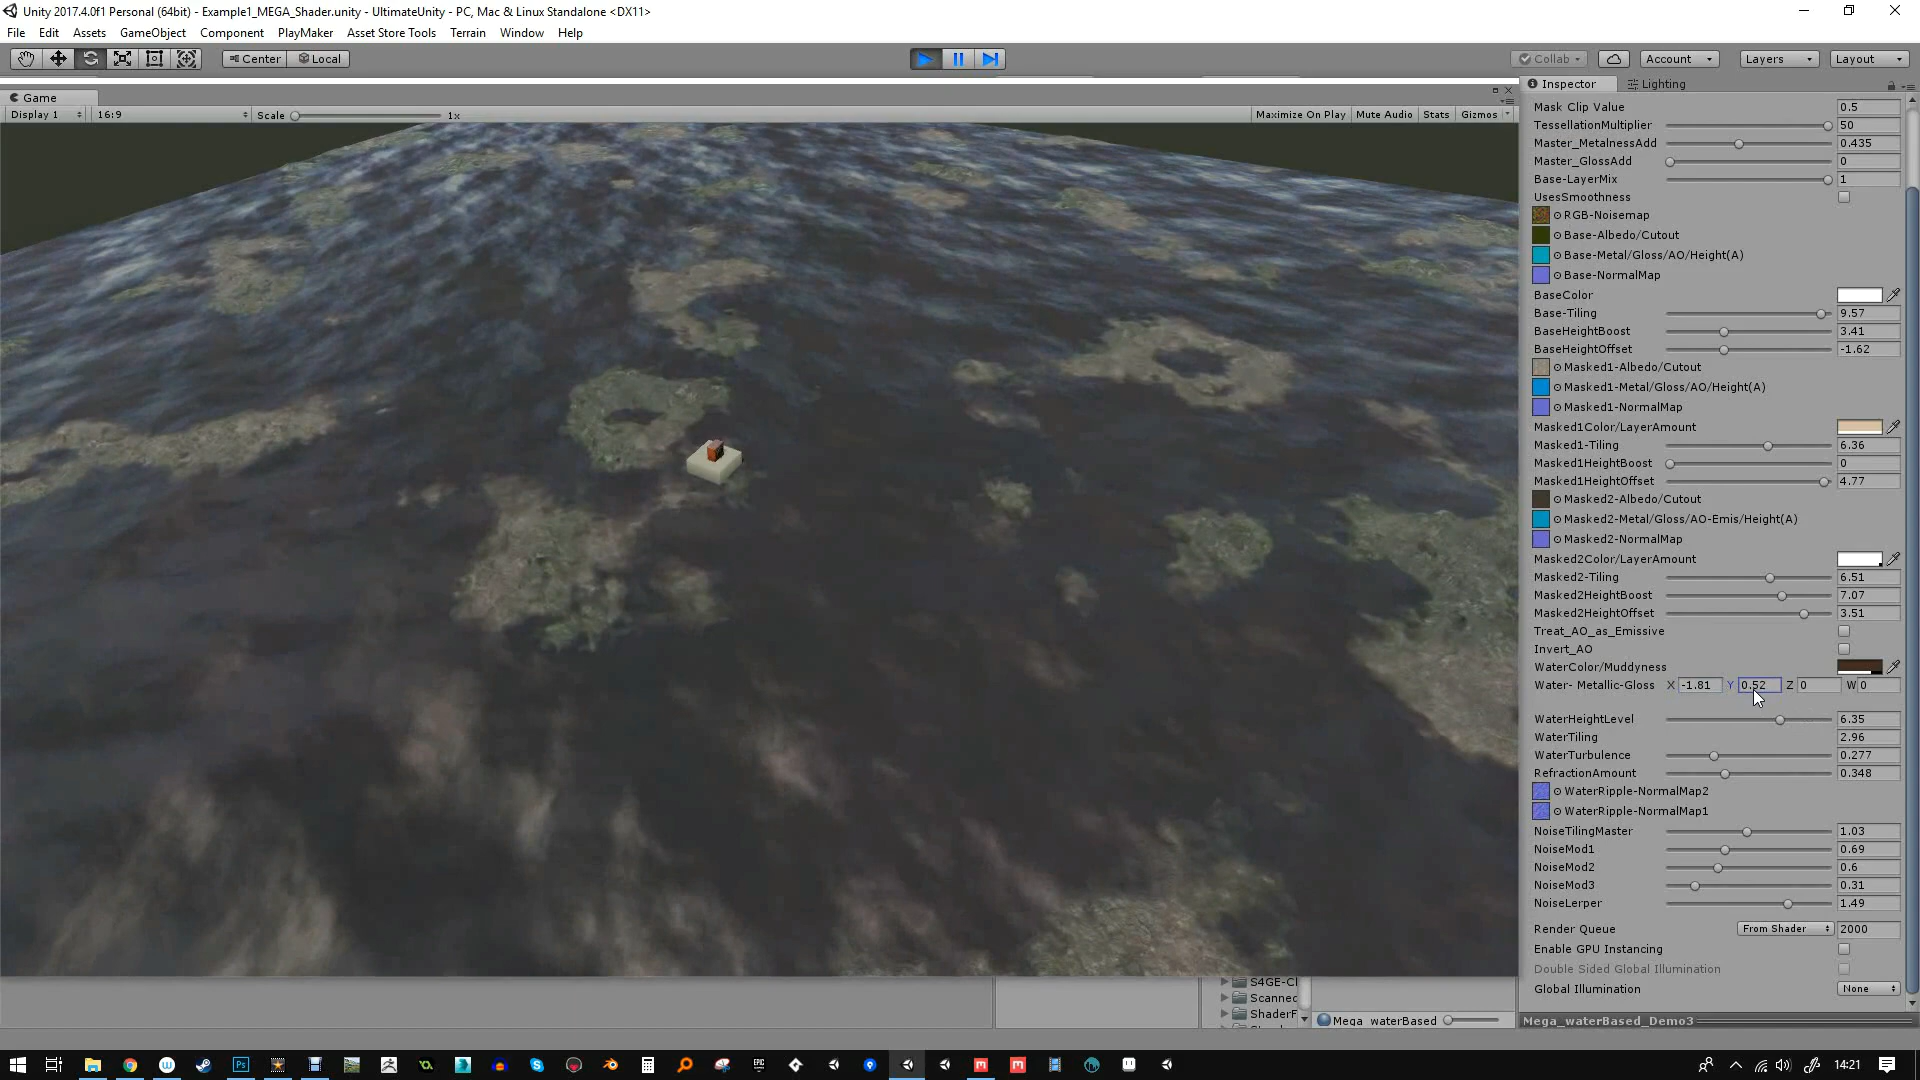 Unity 2017.4.0f1 Personal (64bit) - Example1_MEGA_Shader.unity - UltimateUnity - PC, Mac & Linux Standalone <DX11>
File Edit Assets GameObject Component PlayMaker Asset Store Tools Terrain Window Help
Center Local Collab Account Layers Layout
Game
Display 1 16:9 Scale 1x Maximize On Play Mute Audio Stats Gizmos
Inspector Lighting
Mask Clip Value 0.5
TessellationMultiplier 50
Master_MetalnessAdd 0.435
Master_GlossAdd 0
Base-LayerMix 1
UsesSmoothness
RGB-Noisemap
Base-Albedo/Cutout
Base-Metal/Gloss/AO/Height(A)
Base-NormalMap
BaseColor
Base-Tiling 9.57
BaseHeightBoost 3.41
BaseHeightOffset -1.62
Masked1-Albedo/Cutout
Masked1-Metal/Gloss/AO/Height(A)
Masked1-NormalMap
Masked1Color/LayerAmount
Masked1-Tiling 6.36
Masked1HeightBoost 0
Masked1HeightOffset 4.77
Masked2-Albedo/Cutout
Masked2-Metal/Gloss/AO-Emis/Height(A)
Masked2-NormalMap
Masked2Color/LayerAmount
Masked2-Tiling 6.51
Masked2HeightBoost 7.07
Masked2HeightOffset 3.51
Treat_AO_as_Emissive
Invert_AO
WaterColor/Muddyness
Water- Metallic-Gloss X -1.81 Y 0.52 Z 0 W 0
WaterHeightLevel 6.35
WaterTiling 2.96
WaterTurbulence 0.277
RefractionAmount 0.348
WaterRipple-NormalMap2
WaterRipple-NormalMap1
NoiseTilingMaster 1.03
NoiseMod1 0.69
NoiseMod2 0.6
NoiseMod3 0.31
NoiseLerper 1.49
Render Queue From Shader 2000
Enable GPU Instancing
Double Sided Global Illumination
Global Illumination None
S4GE-Cl
Scannec
ShaderF
Mega_waterBased
Mega_waterBased_Demo3
Ps
EPIC
14:21